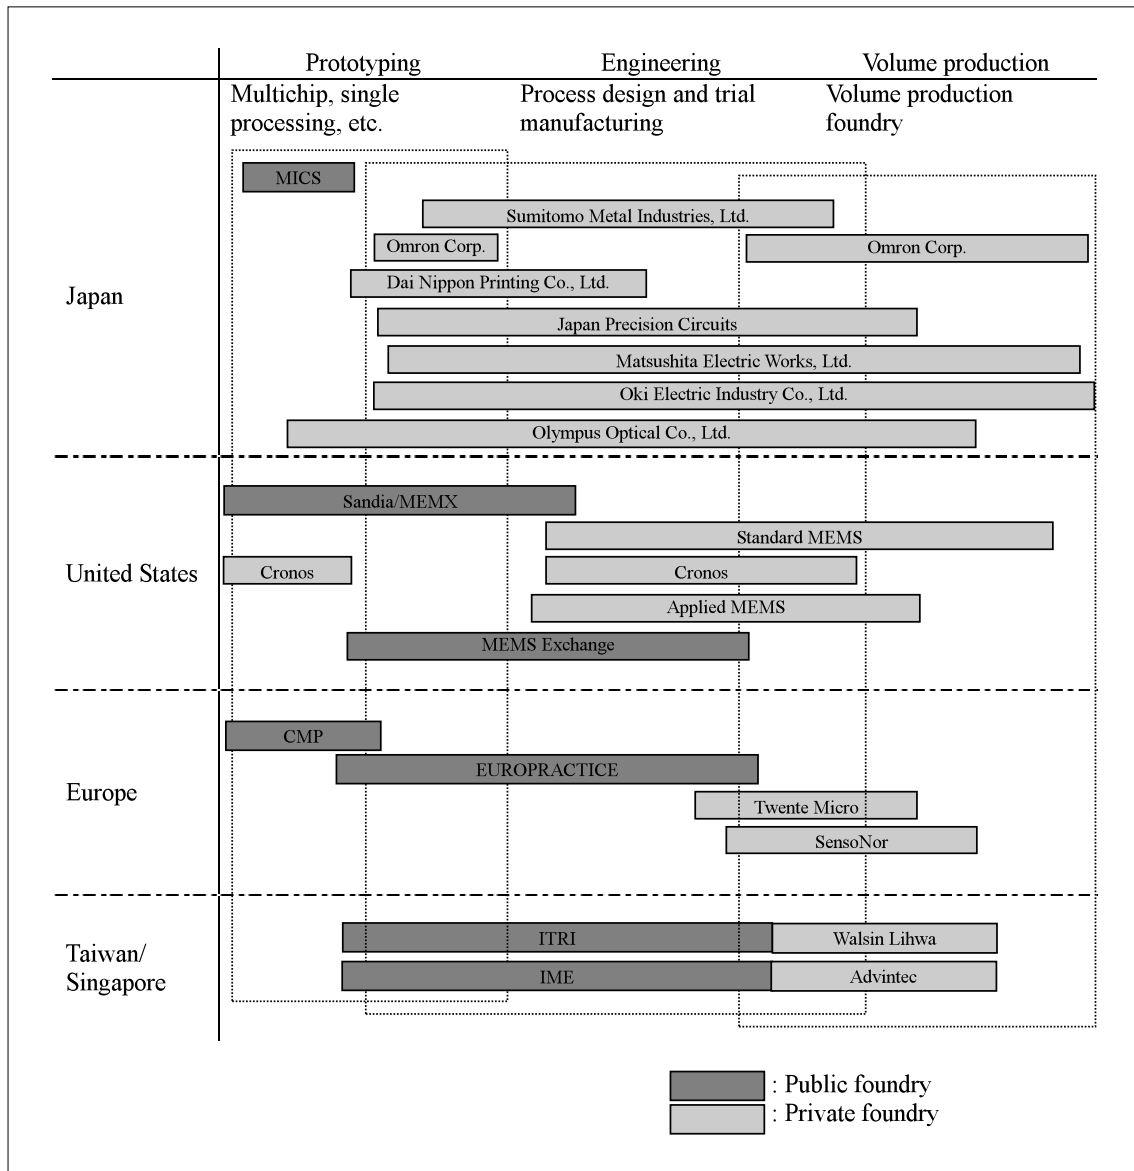 Prototyping
Engineering
Volume production
Multichip, single
processing, etc.
Process design and trial
manufacturing
Volume production
foundry
Japan
MICS
Sumitomo Metal Industries, Ltd.
Omron Corp.
Omron Corp.
Dai Nippon Printing Co., Ltd.
Japan Precision Circuits
Matsushita Electric Works, Ltd.
Oki Electric Industry Co., Ltd.
Olympus Optical Co., Ltd.
United States
Sandia/MEMX
Standard MEMS
Cronos
Cronos
Applied MEMS
MEMS Exchange
Europe
CMP
EUROPRACTICE
Twente Micro
SensoNor
Taiwan/
Singapore
ITRI
Walsin Lihwa
IME
Advintec
: Public foundry
: Private foundry